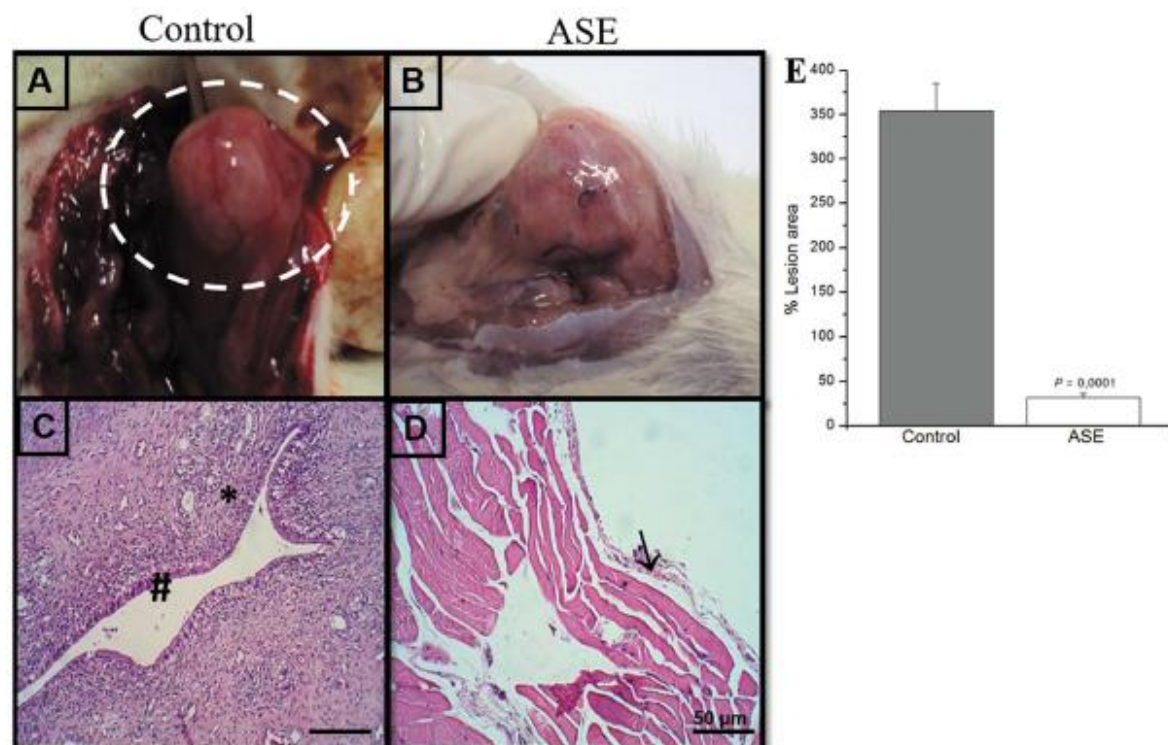 Control ASE
A
B
E
400
350
300
250
200
150
100
50
0
% Lesion area
P = 0,0001
Control ASE
C
*
#
D
50 µm